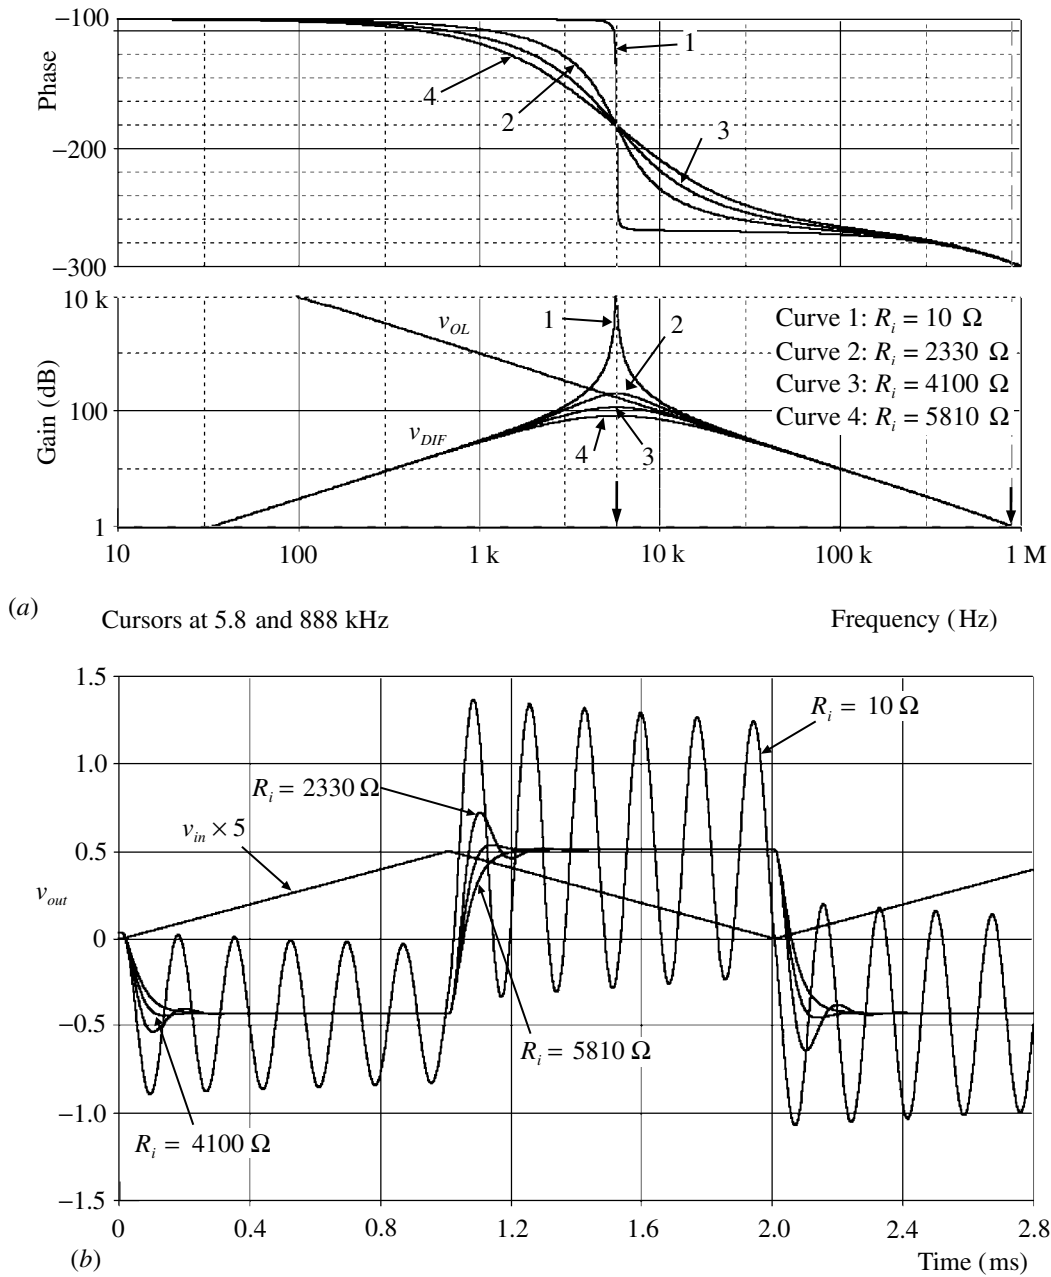 −100
Phase
1
4
2
3
−200
−300
10 k
v_OL
1
2
Curve 1: R_i = 10 Ω
Curve 2: R_i = 2330 Ω
Curve 3: R_i = 4100 Ω
Curve 4: R_i = 5810 Ω
Gain (dB)
100
v_DIF
4
3
1
10
100
1 k
10 k
100 k
1 M
(a)
Cursors at 5.8 and 888 kHz
Frequency (Hz)
1.5
R_i = 10 Ω
1.0
R_i = 2330 Ω
v_in × 5
0.5
v_out
0
−0.5
R_i = 5810 Ω
−1.0
R_i = 4100 Ω
−1.5
0
0.4
0.8
1.2
1.6
2.0
2.4
2.8
(b)
Time (ms)